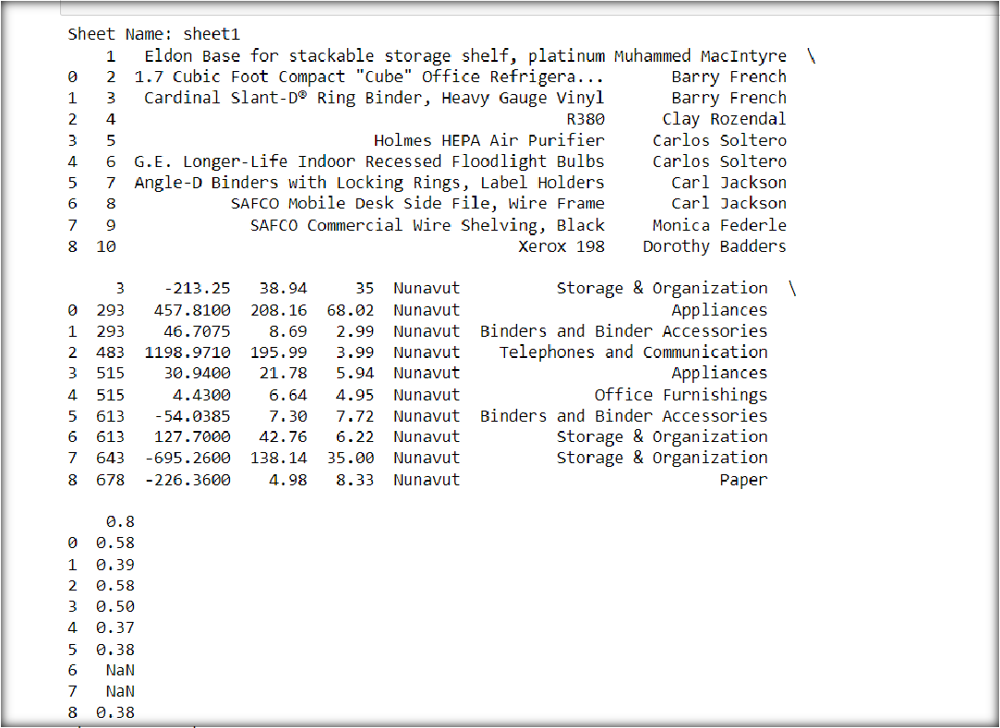 Sheet Name: sheet1
1 Eldon Base for stackable storage shelf, platinum Muhammed MacIntyre \
0 2 1.7 Cubic Foot Compact "Cube" Office Refrigera... Barry French
1 3 Cardinal Slant-D® Ring Binder, Heavy Gauge Vinyl Barry French
2 4 R380 Clay Rozendal
3 5 Holmes HEPA Air Purifier Carlos Soltero
4 6 G.E. Longer-Life Indoor Recessed Floodlight Bulbs Carlos Soltero
5 7 Angle-D Binders with Locking Rings, Label Holders Carl Jackson
6 8 SAFCO Mobile Desk Side File, Wire Frame Carl Jackson
7 9 SAFCO Commercial Wire Shelving, Black Monica Federle
8 10 Xerox 198 Dorothy Badders
3 -213.25 38.94 35 Nunavut Storage & Organization \
0 293 457.8100 208.16 68.02 Nunavut Appliances
1 293 46.7075 8.69 2.99 Nunavut Binders and Binder Accessories
2 483 1198.9710 195.99 3.99 Nunavut Telephones and Communication
3 515 30.9400 21.78 5.94 Nunavut Appliances
4 515 4.4300 6.64 4.95 Nunavut Office Furnishings
5 613 -54.0385 7.30 7.72 Nunavut Binders and Binder Accessories
6 613 127.7000 42.76 6.22 Nunavut Storage & Organization
7 643 -695.2600 138.14 35.00 Nunavut Storage & Organization
8 678 -226.3600 4.98 8.33 Nunavut Paper
0.8
0 0.58
1 0.39
2 0.58
3 0.50
4 0.37
5 0.38
6 NaN
7 NaN
8 0.38